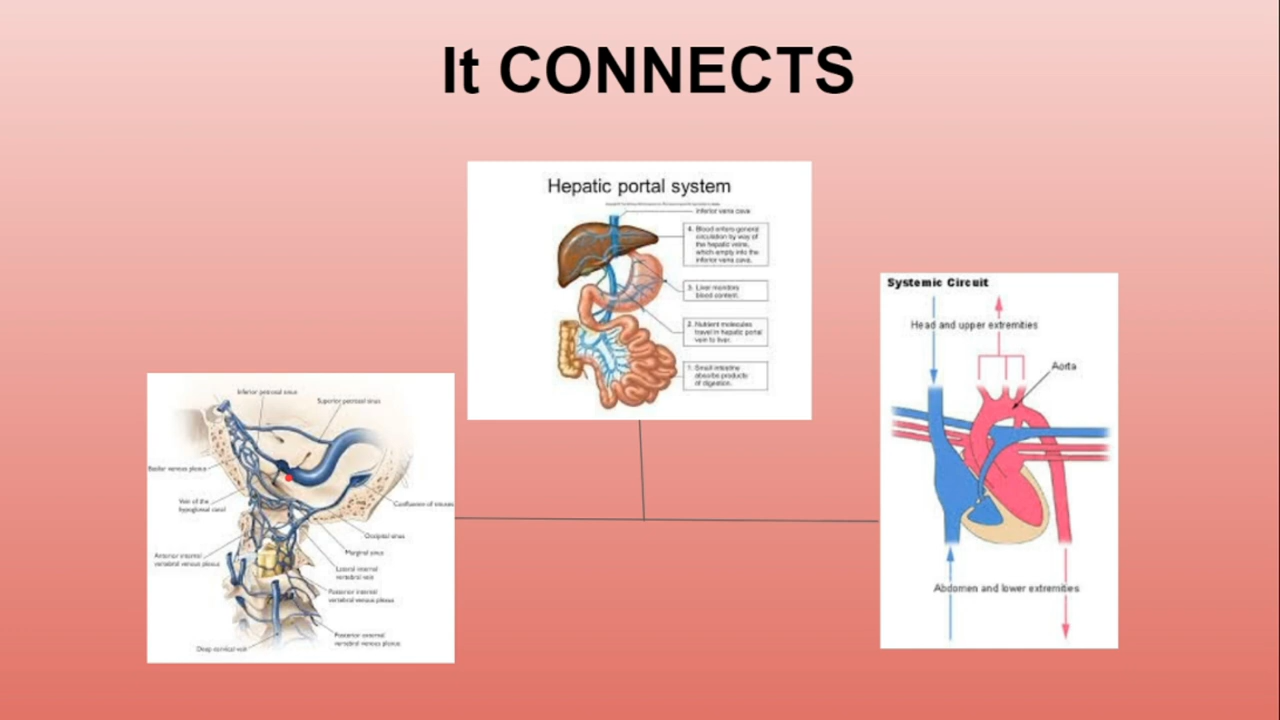 It CONNECTS
Hepatic portal system
inferior vena cava
4. Blood enters general
circulation by way of
the hepatic veins,
which empty into the
inferior vena cava.
3. Liver monitors
blood content.
2. Nutrient molecules
travel in hepatic portal
vein to liver.
1. Small intestine
absorbs products
of digestion.
Systemic Circuit
Head and upper extremities
Aorta
Abdomen and lower extremities
Inferior petrosal sinus
Superior petrosal sinus
Basilar venous plexus
Vein of the
hypoglossal canal
Confluence of sinuses
Occipital sinus
Marginal sinus
Anterior internal
vertebral venous plexus
Lateral internal
vertebral vein
Posterior internal
vertebral venous plexus
Posterior external
vertebral venous plexus
Deep cervical vein